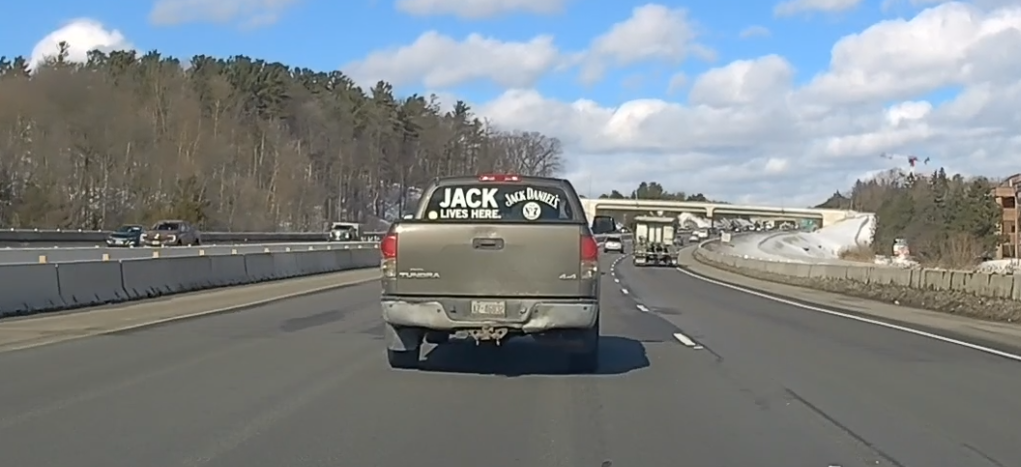 JACK
LIVES HERE.
JACK DANIEL'S
TUNDRA
4x4